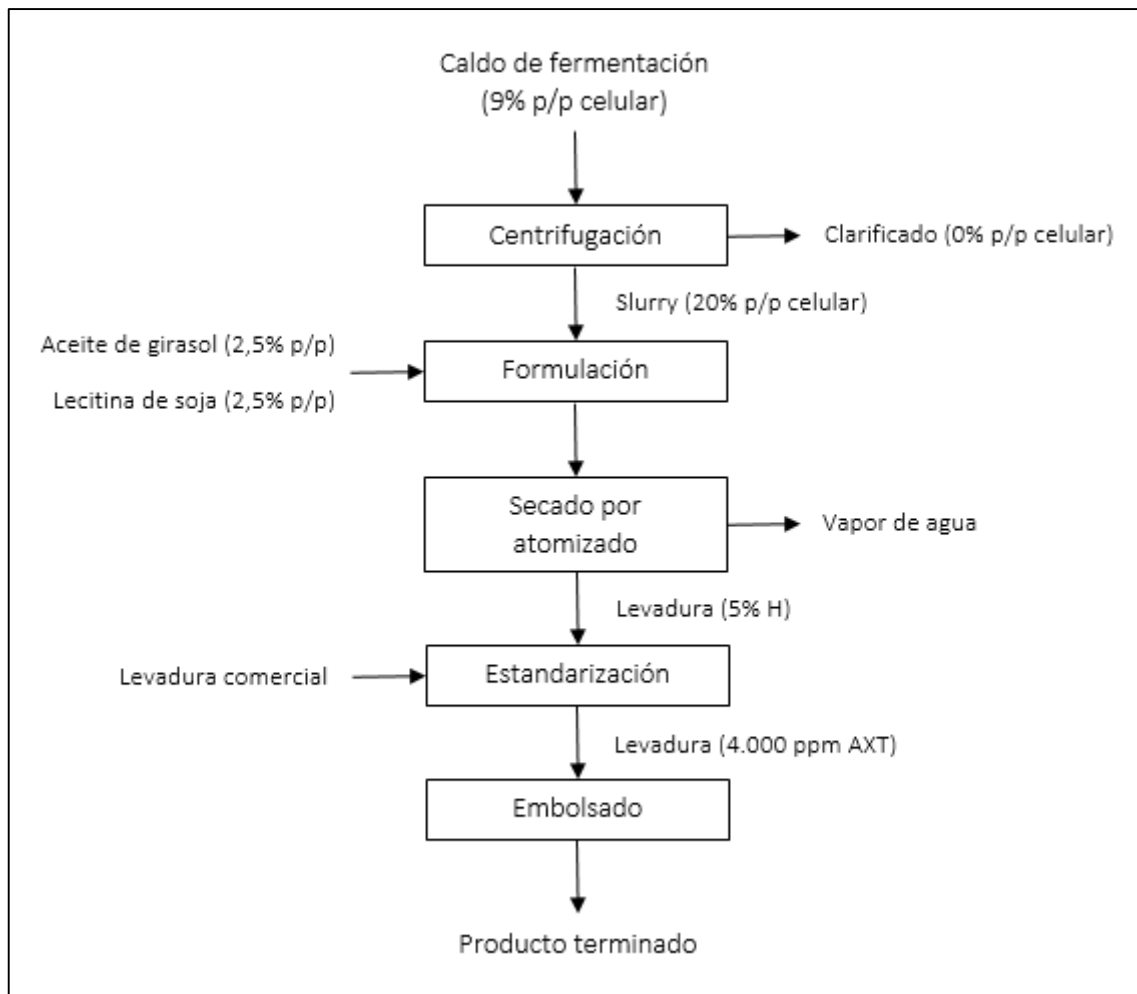 Caldo de fermentación
(9% p/p celular)
Centrifugación
Clarificado (0% p/p celular)
Slurry (20% p/p celular)
Aceite de girasol (2,5% p/p)
Lecitina de soja (2,5% p/p)
Formulación
Secado por
atomizado
Vapor de agua
Levadura (5% H)
Levadura comercial
Estandarización
Levadura (4.000 ppm AXT)
Embolsado
Producto terminado